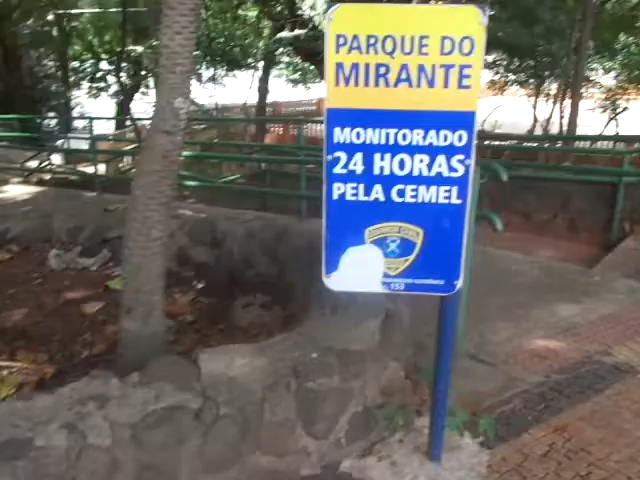 PARQUE DO
MIRANTE
MONITORADO
24 HORAS
PELA CEMEL
153